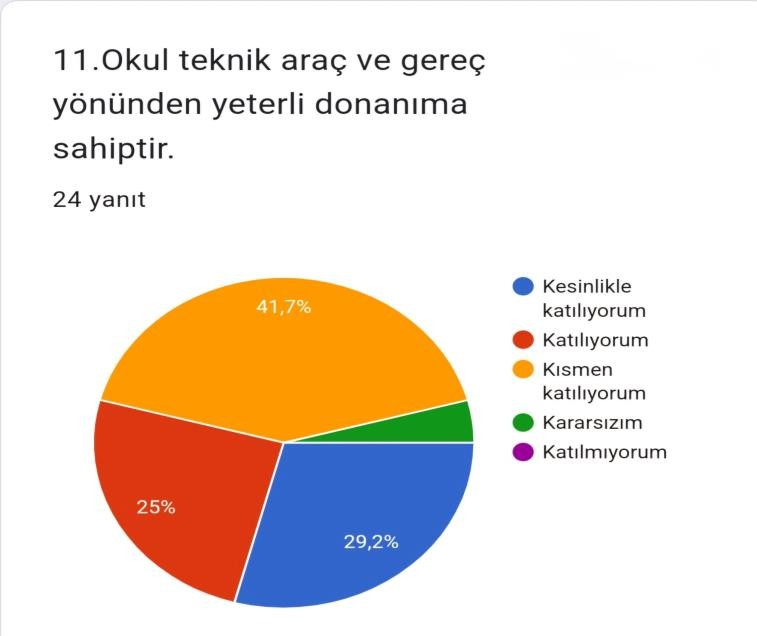 11.Okul teknik araç ve gereç
yönünden yeterli donanıma
sahiptir.
24 yanıt
41,7%
25%
29,2%
Kesinlikle
katılıyorum
Katılıyorum
Kısmen
katılıyorum
Kararsızım
Katılmıyorum